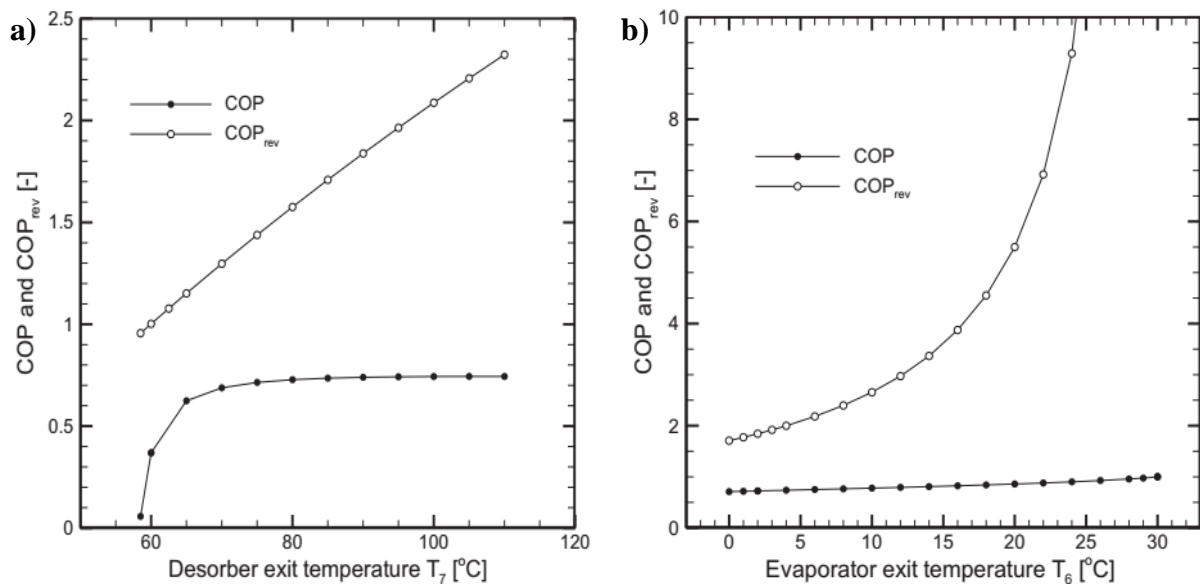 a)
2.5
2
1.5
1
0.5
0
COP and COPrev [-]
COP
COPrev
60
80
100
120
Desorber exit temperature T7 [oC]
b)
10
8
6
4
2
0
COP and COPrev [-]
COP
COPrev
0
5
10
15
20
25
30
Evaporator exit temperature T6 [oC]